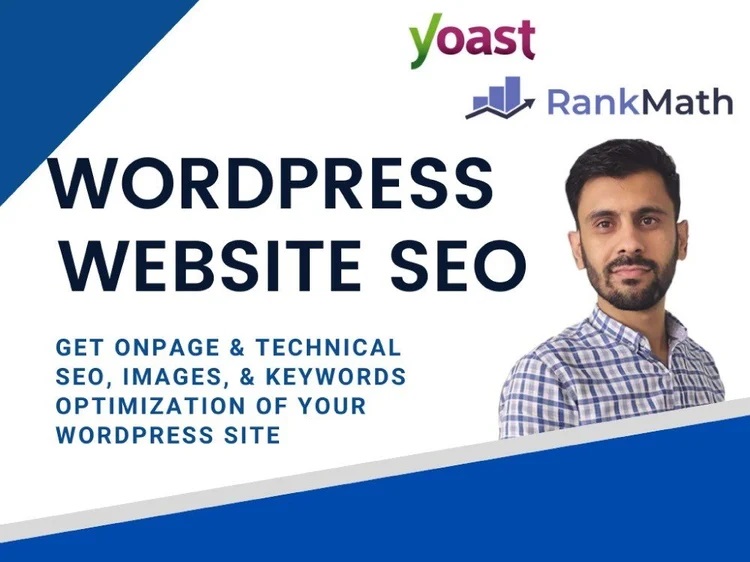 yoast
RankMath
WORDPRESS
WEBSITE SEO
GET ONPAGE & TECHNICAL
SEO, IMAGES, & KEYWORDS
OPTIMIZATION OF YOUR
WORDPRESS SITE